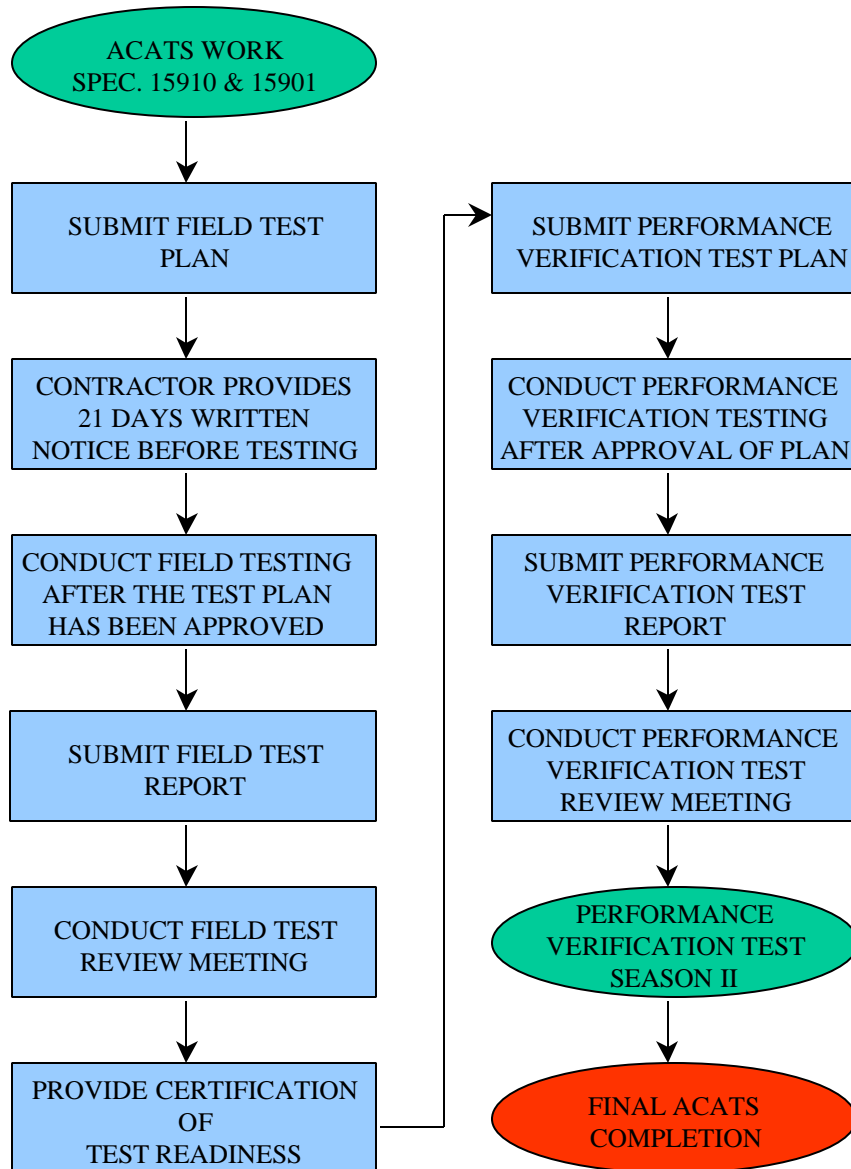 ACATS WORK
SPEC. 15910 & 15901
SUBMIT FIELD TEST
PLAN
CONTRACTOR PROVIDES
21 DAYS WRITTEN
NOTICE BEFORE TESTING
CONDUCT FIELD TESTING
AFTER THE TEST PLAN
HAS BEEN APPROVED
SUBMIT FIELD TEST
REPORT
CONDUCT FIELD TEST
REVIEW MEETING
PROVIDE CERTIFICATION
OF
TEST READINESS
SUBMIT PERFORMANCE
VERIFICATION TEST PLAN
CONDUCT PERFORMANCE
VERIFICATION TESTING
AFTER APPROVAL OF PLAN
SUBMIT PERFORMANCE
VERIFICATION TEST
REPORT
CONDUCT PERFORMANCE
VERIFICATION TEST
REVIEW MEETING
PERFORMANCE
VERIFICATION TEST
SEASON II
FINAL ACATS
COMPLETION